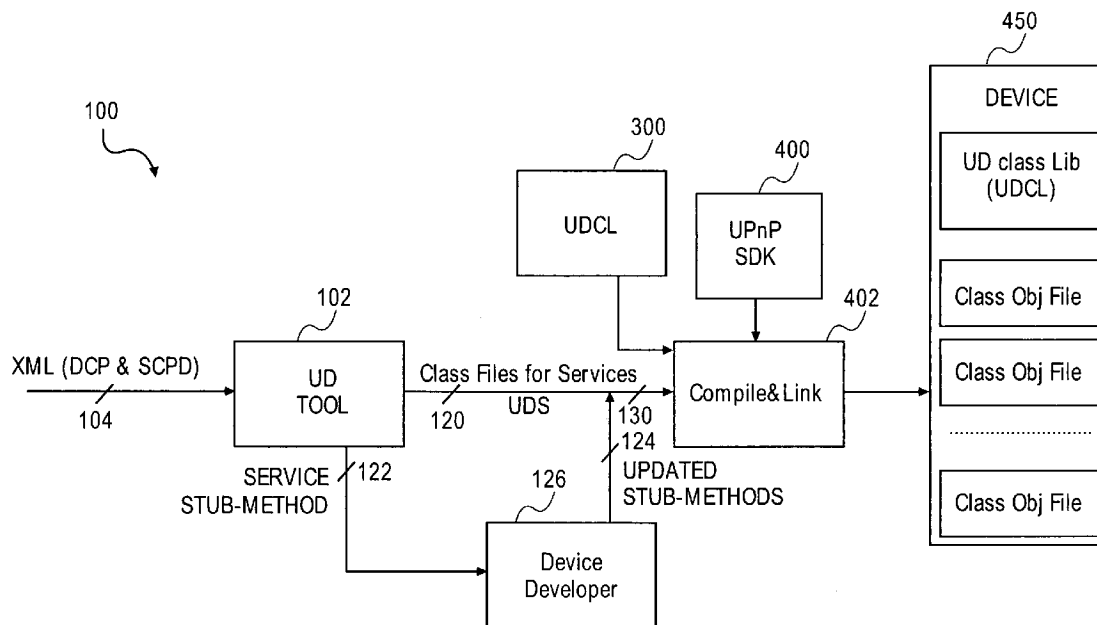 450
DEVICE
100
300
400
UD class Lib
(UDCL)
UDCL
UPnP
SDK
Class Obj File
102
402
XML (DCP & SCPD)
104
UD
TOOL
Class Files for Services
UDS
120
130
Compile&Link
Class Obj File
124
SERVICE
STUB-METHOD
122
UPDATED
STUB-METHODS
126
Class Obj File
Device
Developer